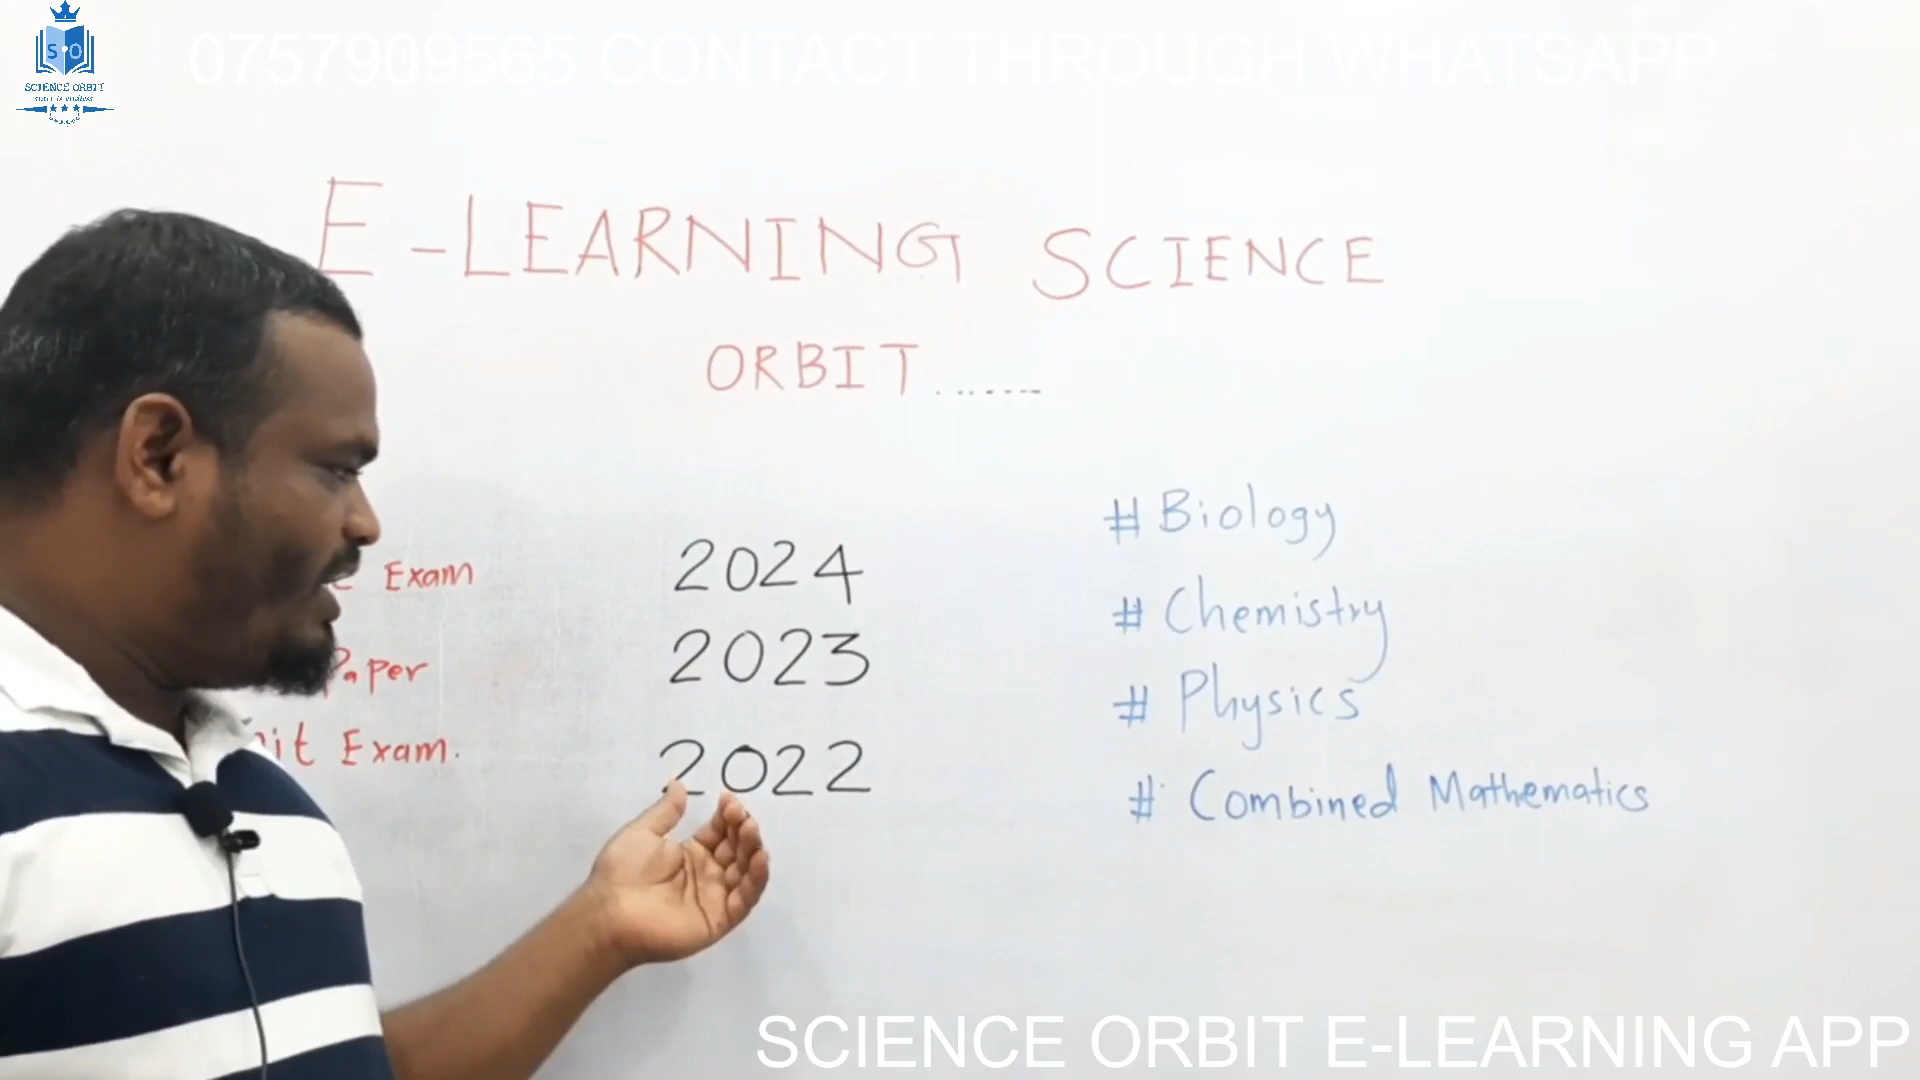 0757909565 CONTACT THROUGH WHATSAPP
S O
SCIENCE ORBIT
E-LEARNING SCIENCE
ORBIT.......
Exam
Paper
Exam.
2024
2023
2022
# Biology
# Chemistry
# Physics
# Combined Mathematics
SCIENCE ORBIT E-LEARNING APP